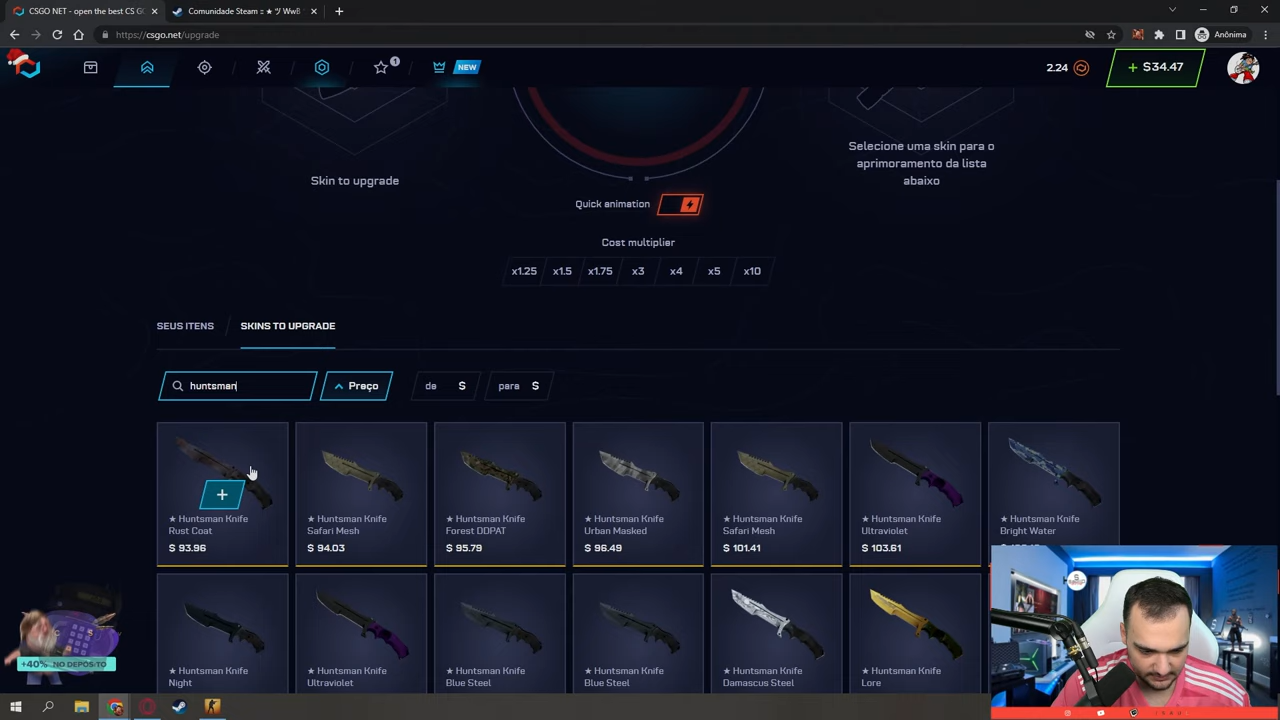 CSGO NET - open the best CS G
Comunidade Steam :: ★ ツ WwB
https://csgo.net/upgrade
Anônima
1
NEW
2.24
+ $34.47
Skin to upgrade
Selecione uma skin para o
aprimoramento da lista
abaixo
Quick animation
Cost multiplier
x1.25 x1.5 x1.75 x3 x4 x5 x10
SEUS ITENS
SKINS TO UPGRADE
huntsman
Preço
de $
para $
★ Huntsman Knife
Rust Coat
$ 93.96
★ Huntsman Knife
Safari Mesh
$ 94.03
★ Huntsman Knife
Forest DDPAT
$ 95.79
★ Huntsman Knife
Urban Masked
$ 96.49
★ Huntsman Knife
Safari Mesh
$ 101.41
★ Huntsman Knife
Ultraviolet
$ 103.61
★ Huntsman Knife
Bright Water
★ Huntsman Knife
Night
★ Huntsman Knife
Ultraviolet
★ Huntsman Knife
Blue Steel
★ Huntsman Knife
Blue Steel
★ Huntsman Knife
Damascus Steel
★ Huntsman Knife
Lore
+40% NO DEPÓSITO